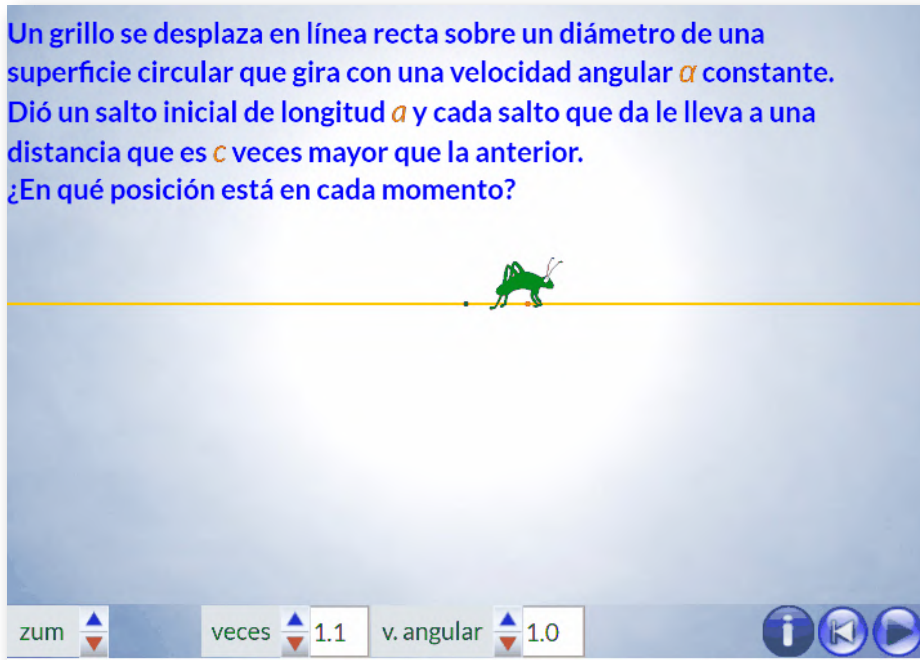 Un grillo se desplaza en línea recta sobre un diámetro de una
superficie circular que gira con una velocidad angular α constante.
Dió un salto inicial de longitud a y cada salto que da le lleva a una
distancia que es c veces mayor que la anterior.
¿En qué posición está en cada momento?
zum veces 1.1 v. angular 1.0 i